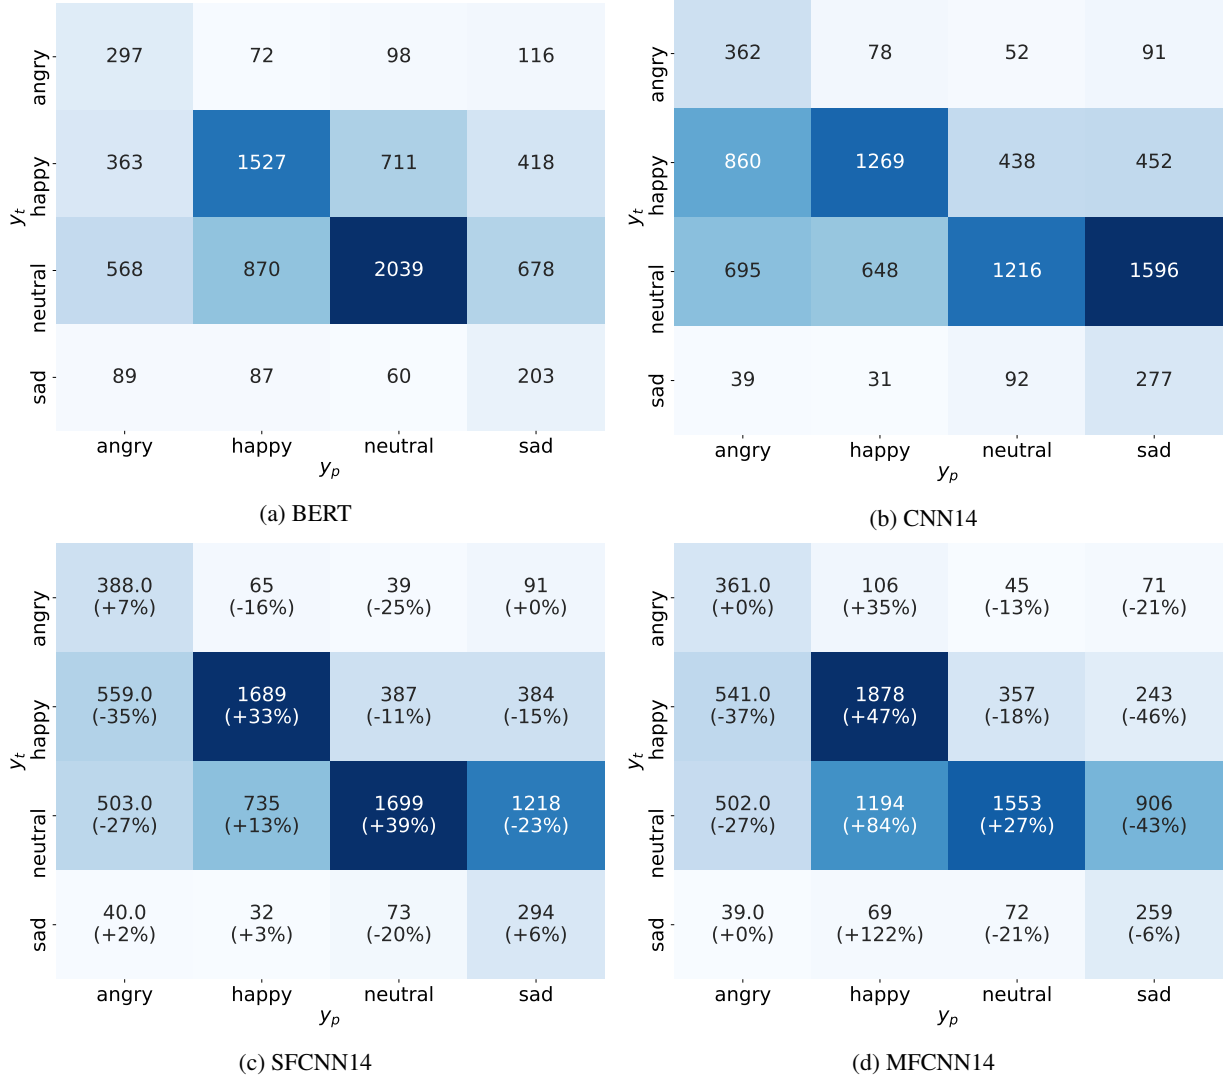 angry 297 72 98 116
happy 363 1527 711 418
neutral 568 870 2039 678
sad 89 87 60 203
y_t
angry happy neutral sad
y_p
(a) BERT
angry 362 78 52 91
happy 860 1269 438 452
neutral 695 648 1216 1596
sad 39 31 92 277
y_t
angry happy neutral sad
y_p
(b) CNN14
angry 388.0 65 39 91
(+7%) (-16%) (-25%) (+0%)
happy 559.0 1689 387 384
(-35%) (+33%) (-11%) (-15%)
neutral 503.0 735 1699 1218
(-27%) (+13%) (+39%) (-23%)
sad 40.0 32 73 294
(+2%) (+3%) (-20%) (+6%)
y_t
angry happy neutral sad
y_p
(c) SFCNN14
angry 361.0 106 45 71
(+0%) (+35%) (-13%) (-21%)
happy 541.0 1878 357 243
(-37%) (+47%) (-18%) (-46%)
neutral 502.0 1194 1553 906
(-27%) (+84%) (+27%) (-43%)
sad 39.0 69 72 259
(+0%) (+122%) (-21%) (-6%)
y_t
angry happy neutral sad
y_p
(d) MFCNN14